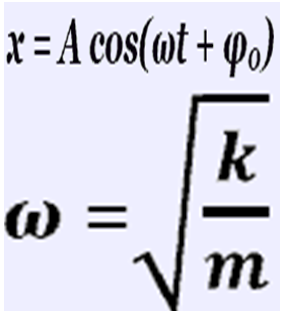 x = A cos(ωt + φ₀)
ω = √(k/m)